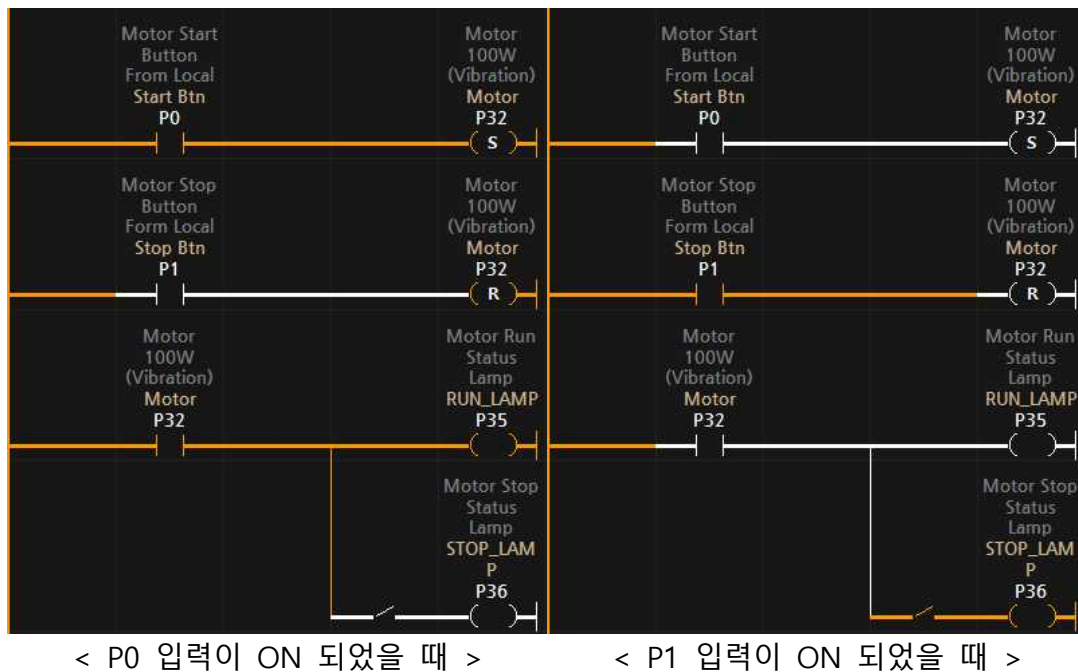 Motor Start
Button
From Local
Start Btn
P0
Motor
100W
(Vibration)
Motor
P32
S
Motor Stop
Button
Form Local
Stop Btn
P1
Motor
100W
(Vibration)
Motor
P32
R
Motor
100W
(Vibration)
Motor
P32
Motor Run
Status
Lamp
RUN_LAMP
P35
Motor Stop
Status
Lamp
STOP_LAM
P
P36
Motor Start
Button
From Local
Start Btn
P0
Motor
100W
(Vibration)
Motor
P32
S
Motor Stop
Button
Form Local
Stop Btn
P1
Motor
100W
(Vibration)
Motor
P32
R
Motor
100W
(Vibration)
Motor
P32
Motor Run
Status
Lamp
RUN_LAMP
P35
Motor Stop
Status
Lamp
STOP_LAM
P
P36
< P0 입력이 ON 되었을 때 >
< P1 입력이 ON 되었을 때 >